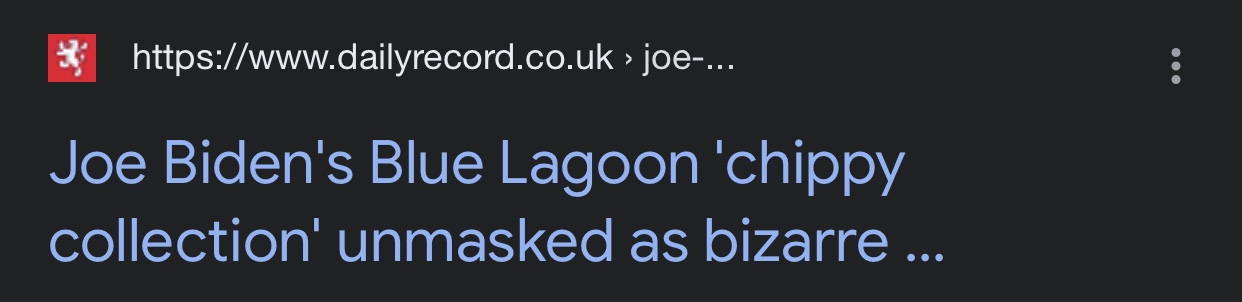 https://www.dailyrecord.co.uk › joe-...
Joe Biden's Blue Lagoon 'chippy
collection' unmasked as bizarre ...